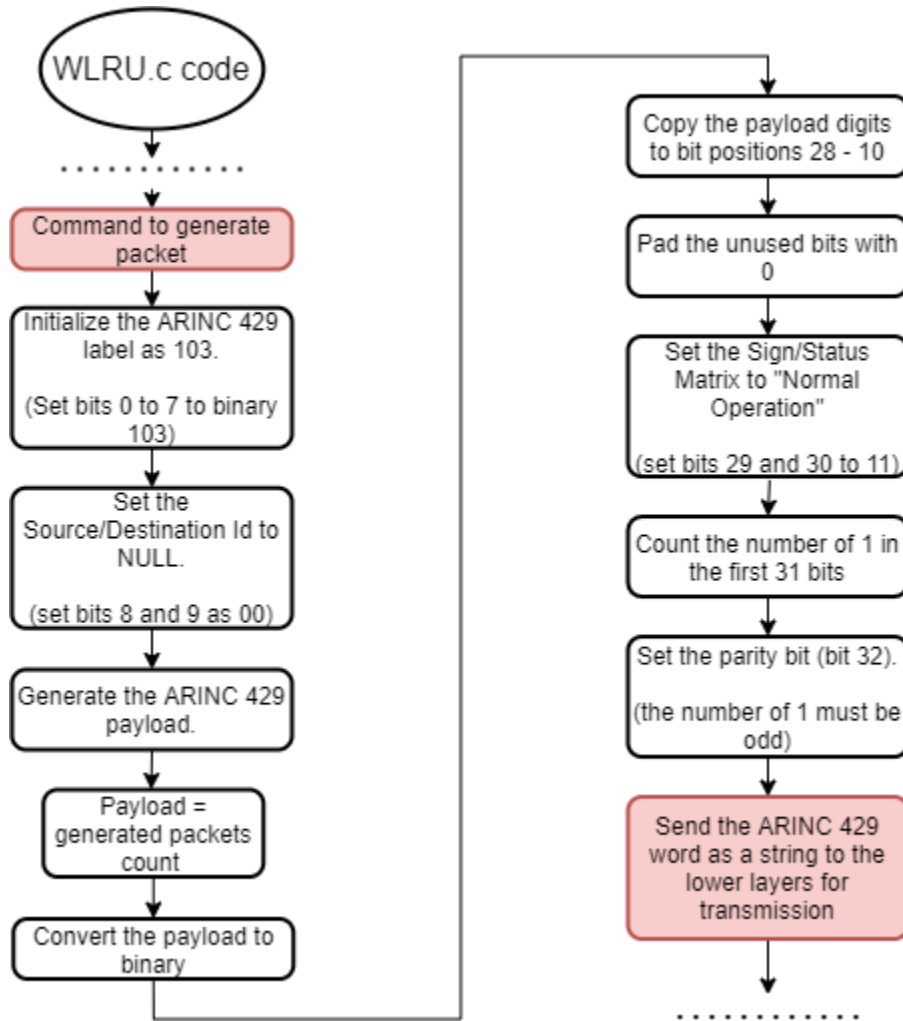 WLRU.c code
. . . . . . . . . . . .
Command to generate
packet
Initialize the ARINC 429
label as 103.
(Set bits 0 to 7 to binary
103)
Set the
Source/Destination Id to
NULL.
(set bits 8 and 9 as 00)
Generate the ARINC 429
payload.
Payload =
generated packets
count
Convert the payload to
binary
Copy the payload digits
to bit positions 28 - 10
Pad the unused bits with
0
Set the Sign/Status
Matrix to "Normal
Operation"
(set bits 29 and 30 to 11)
Count the number of 1 in
the first 31 bits
Set the parity bit (bit 32).
(the number of 1 must be
odd)
Send the ARINC 429
word as a string to the
lower layers for
transmission
. . . . . . . . . . . .